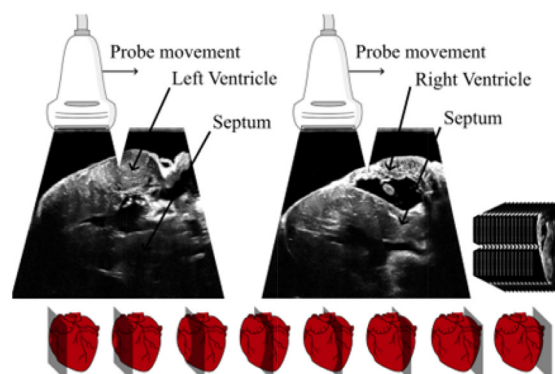 Probe movement
Left Ventricle
Septum
Probe movement
Right Ventricle
Septum